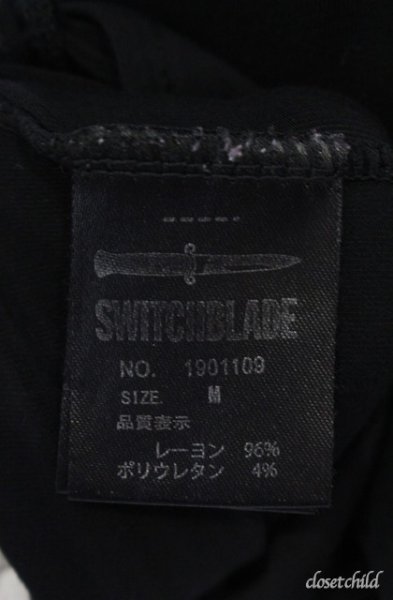 SWITCHBLADE
NO. 1901109
SIZE. M
品質表示
レーヨン 96%
ポリウレタン 4%
closetchild